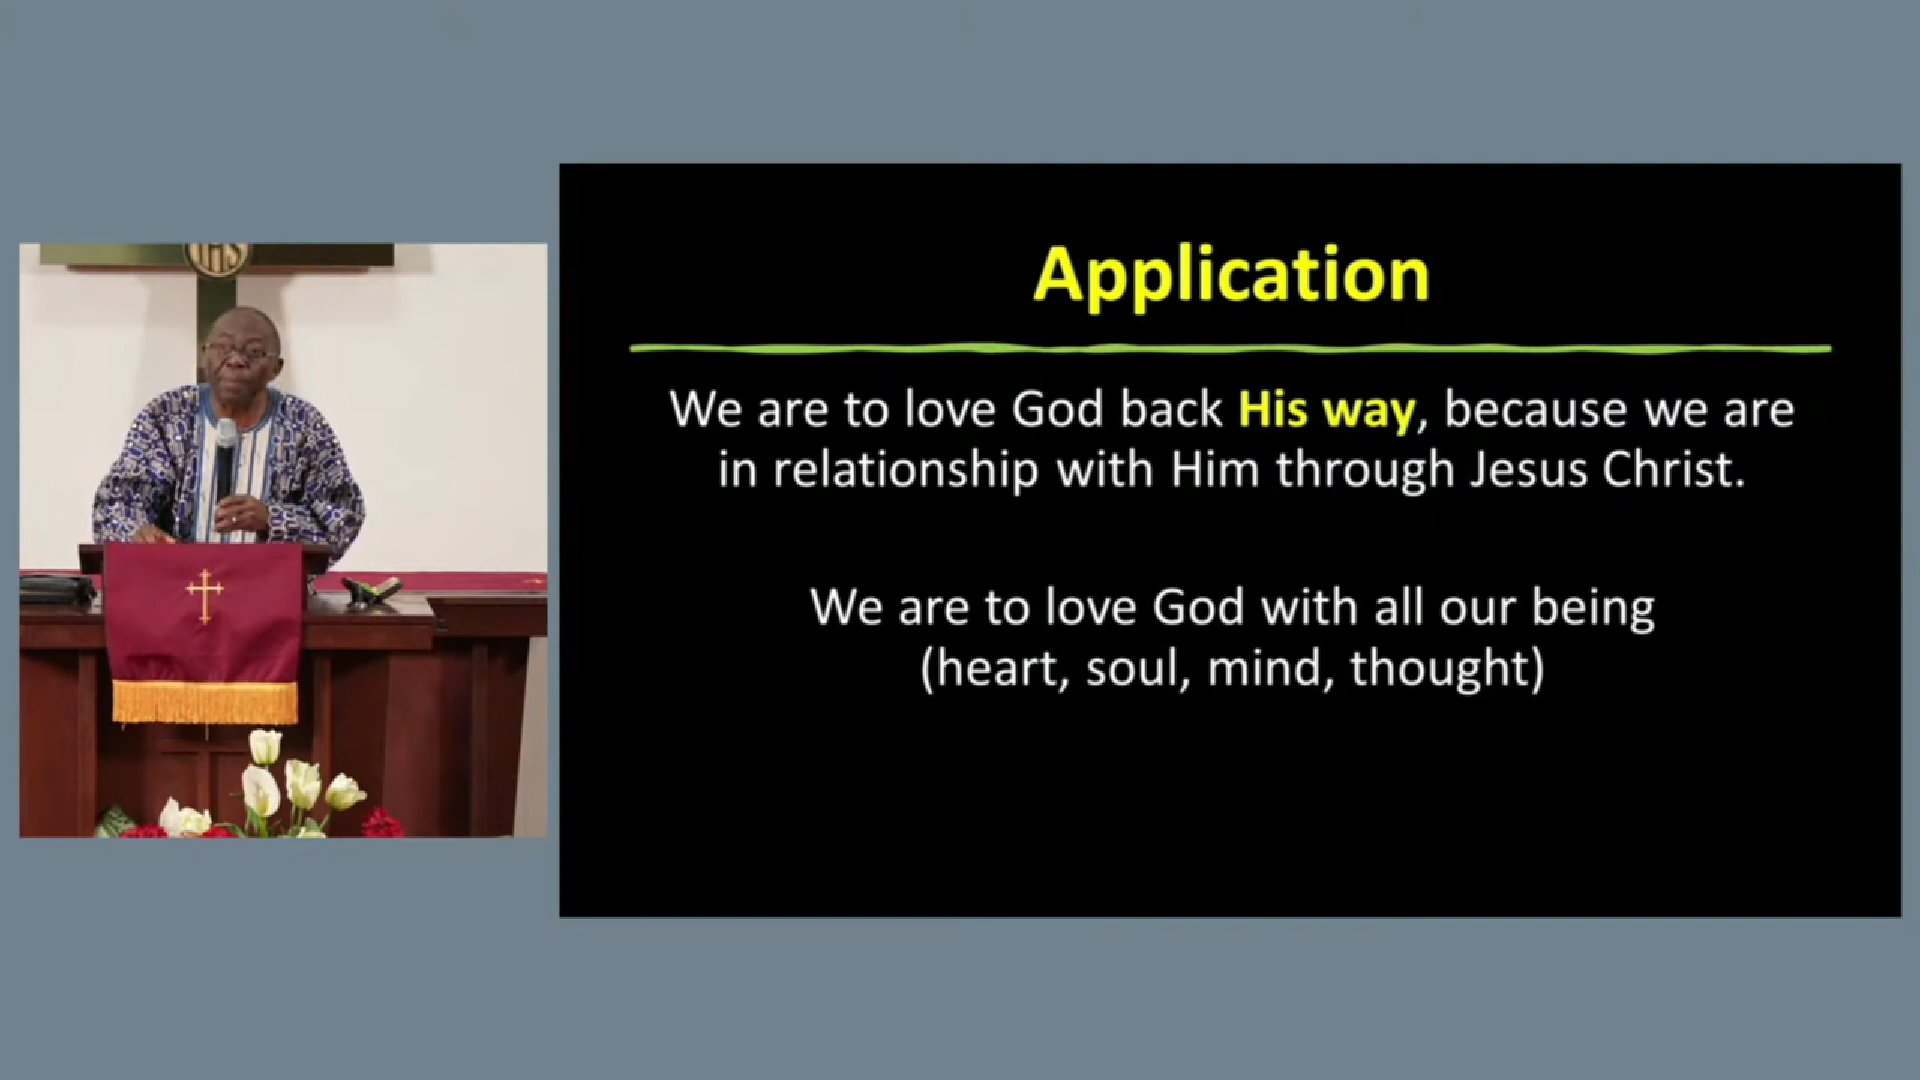 IHS
Application
We are to love God back His way, because we are
in relationship with Him through Jesus Christ.
We are to love God with all our being
(heart, soul, mind, thought)